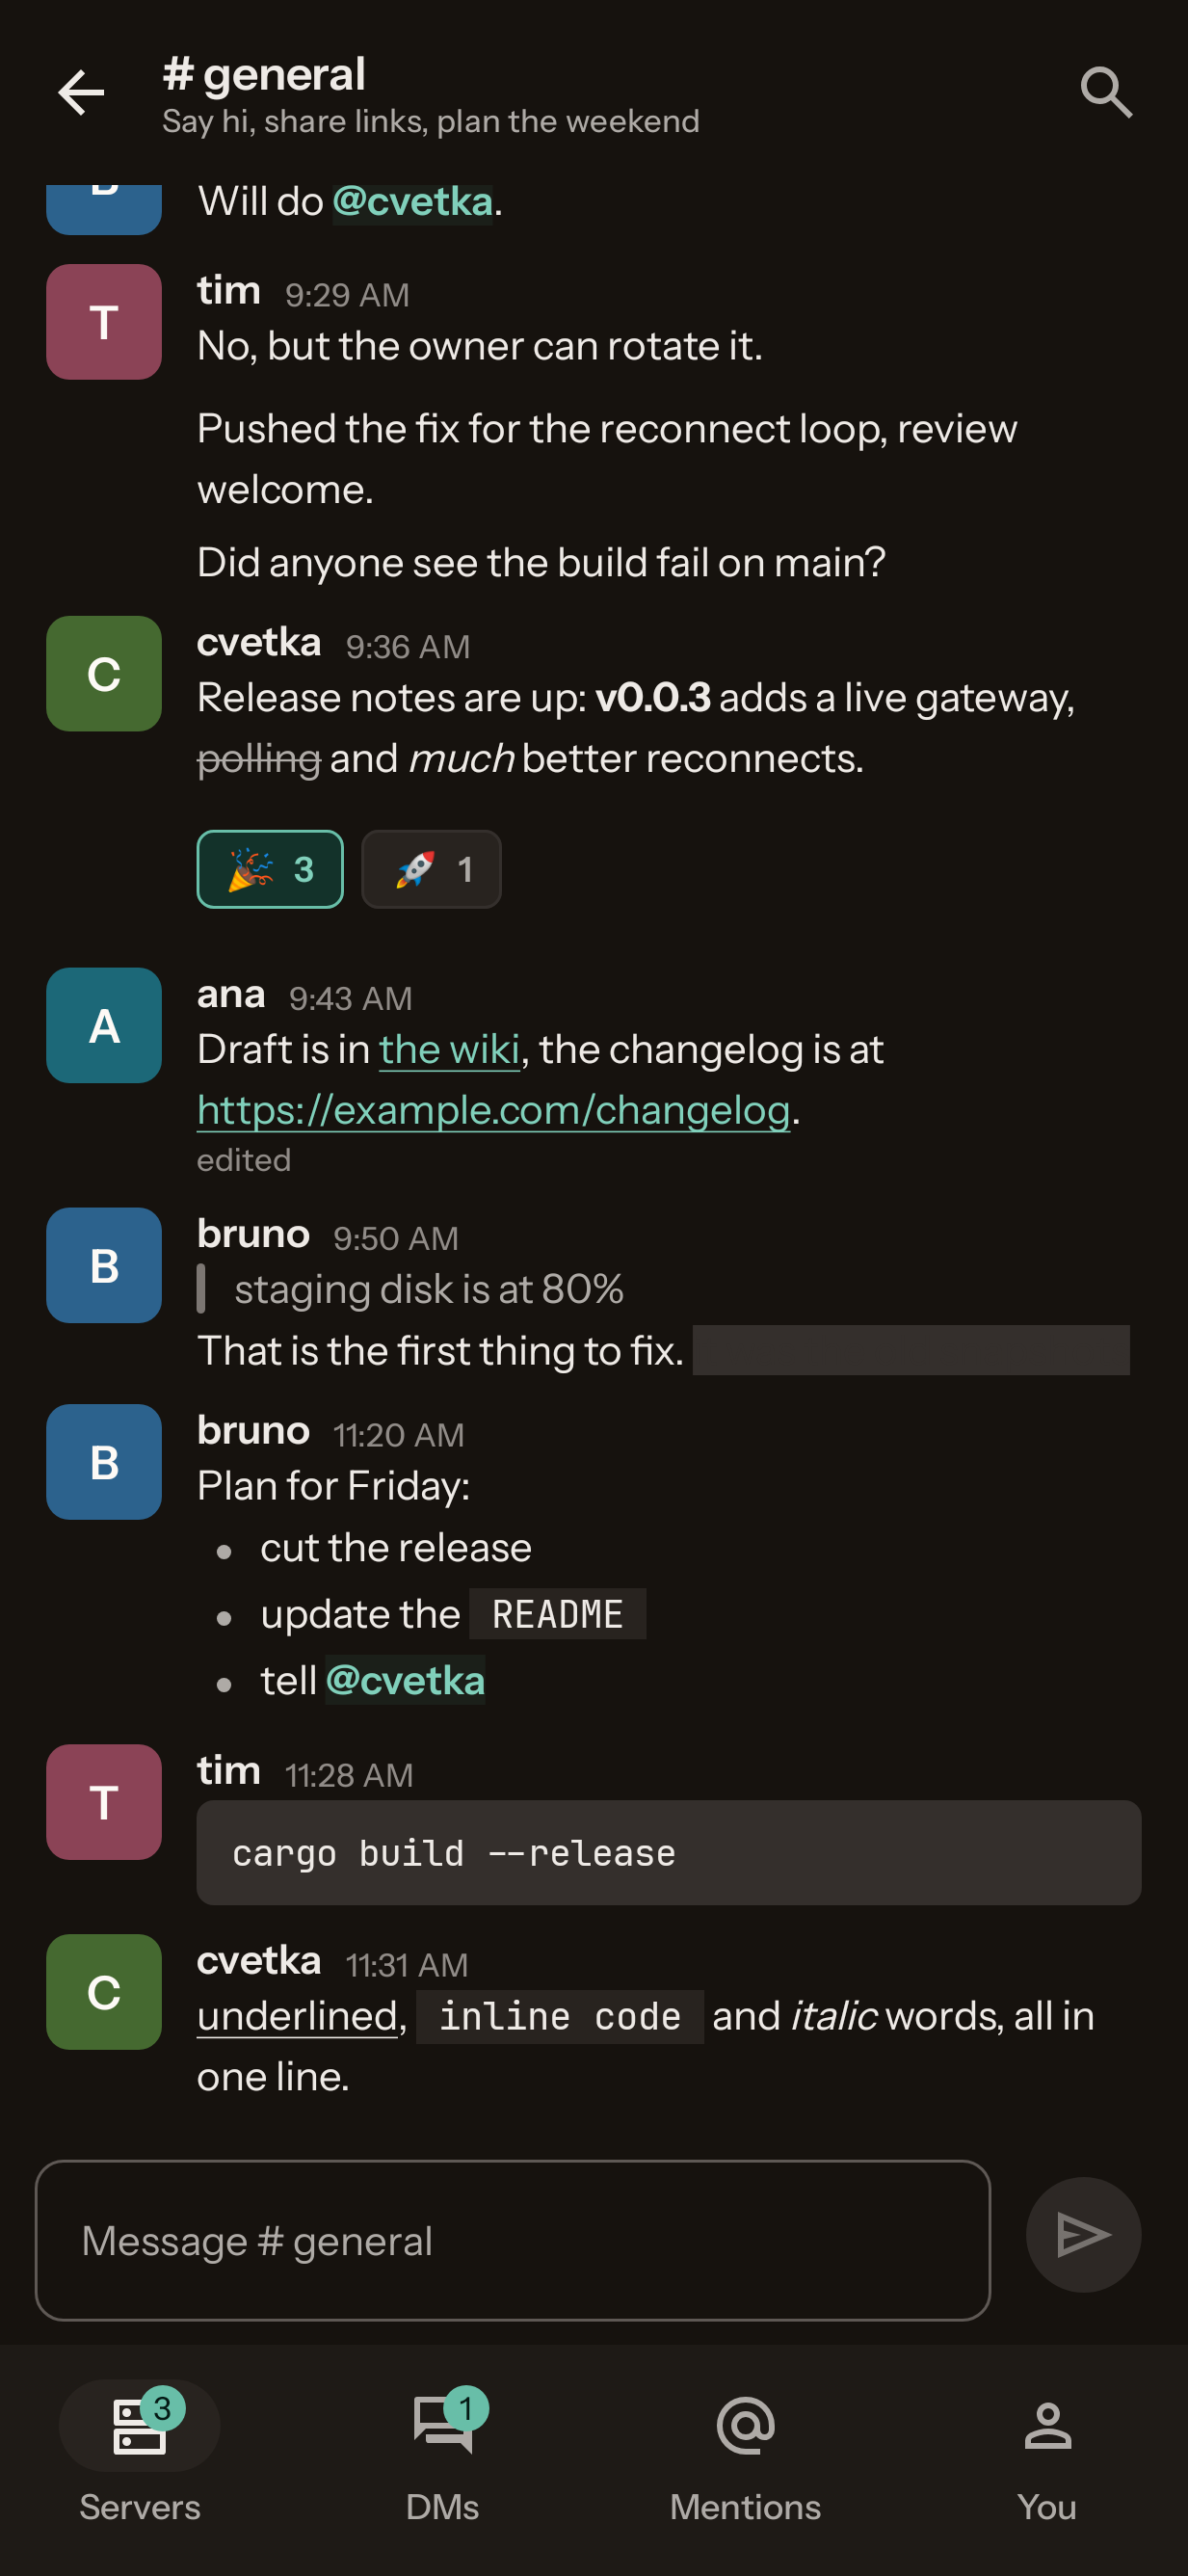 # general
Say hi, share links, plan the weekend
Will do @cvetka.
T
tim 9:29 AM
No, but the owner can rotate it.
Pushed the fix for the reconnect loop, review
welcome.
Did anyone see the build fail on main?
C
cvetka 9:36 AM
Release notes are up: v0.0.3 adds a live gateway,
polling and much better reconnects.
🎉 3 🚀 1
A
ana 9:43 AM
Draft is in the wiki, the changelog is at
https://example.com/changelog.
edited
B
bruno 9:50 AM
staging disk is at 80%
That is the first thing to fix.
B
bruno 11:20 AM
Plan for Friday:
• cut the release
• update the README
• tell @cvetka
T
tim 11:28 AM
cargo build --release
C
cvetka 11:31 AM
underlined, inline code and italic words, all in
one line.
Message # general
3 1
Servers DMs Mentions You